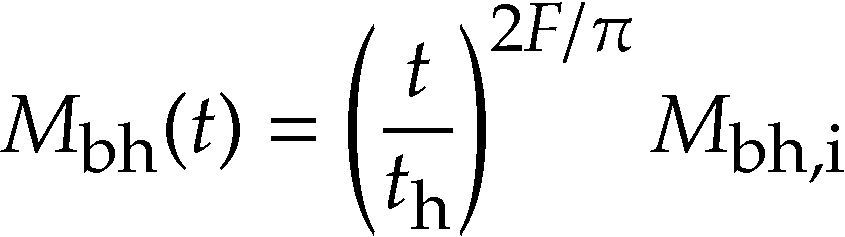 M_bh(t) = (t/t_h)^{2F/π} M_bh,i